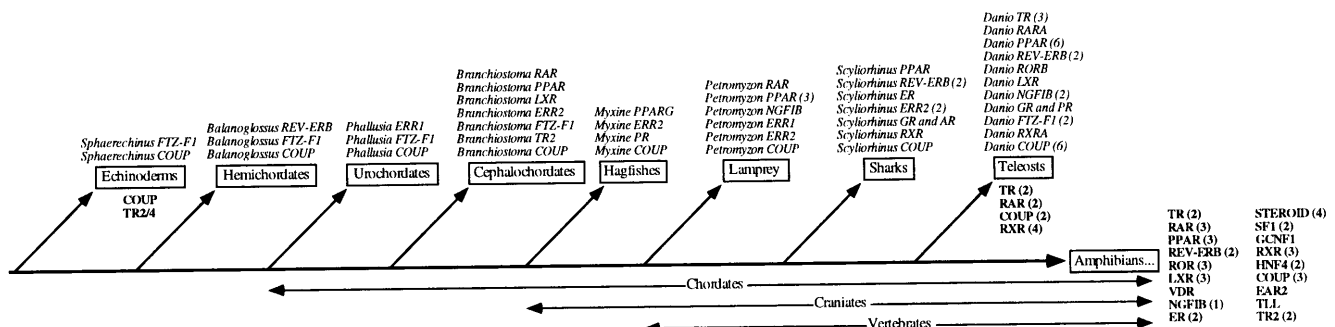 Sphaerechinus FTZ-F1
Sphaerechinus COUP
Echinoderms
COUP
TR2/4
Balanoglossus REV-ERB
Balanoglossus FTZ-F1
Balanoglossus COUP
Hemichordates
Phallusia ERR1
Phallusia FTZ-F1
Phallusia COUP
Urochordates
Branchiostoma RAR
Branchiostoma PPAR
Branchiostoma LXR
Branchiostoma ERR2
Branchiostoma FTZ-F1
Branchiostoma TR2
Branchiostoma COUP
Cephalochordates
Myxine PPARG
Myxine ERR2
Myxine PR
Myxine COUP
Hagfishes
Petromyzon RAR
Petromyzon PPAR (3)
Petromyzon NGFIB
Petromyzon ERR1
Petromyzon ERR2
Petromyzon COUP
Lamprey
Scyliorhinus PPAR
Scyliorhinus REV-ERB (2)
Scyliorhinus ER
Scyliorhinus ERR2 (2)
Scyliorhinus GR and AR
Scyliorhinus RXR
Scyliorhinus COUP
Sharks
Danio TR (3)
Danio RARA
Danio PPAR (6)
Danio REV-ERB (2)
Danio RORB
Danio LXR
Danio NGFIB (2)
Danio GR and PR
Danio FTZ-F1 (2)
Danio RXRA
Danio COUP (6)
Teleosts
TR (2)
RAR (2)
COUP (2)
RXR (4)
Amphibians...
TR (2)
RAR (3)
PPAR (3)
REV-ERB (2)
ROR (3)
LXR (3)
VDR
NGFIB (1)
ER (2)
STEROID (4)
SF1 (2)
GCNF1
RXR (3)
HNF4 (2)
COUP (3)
EAR2
TLL
TR2 (2)
Chordates
Craniates
Vertebrates